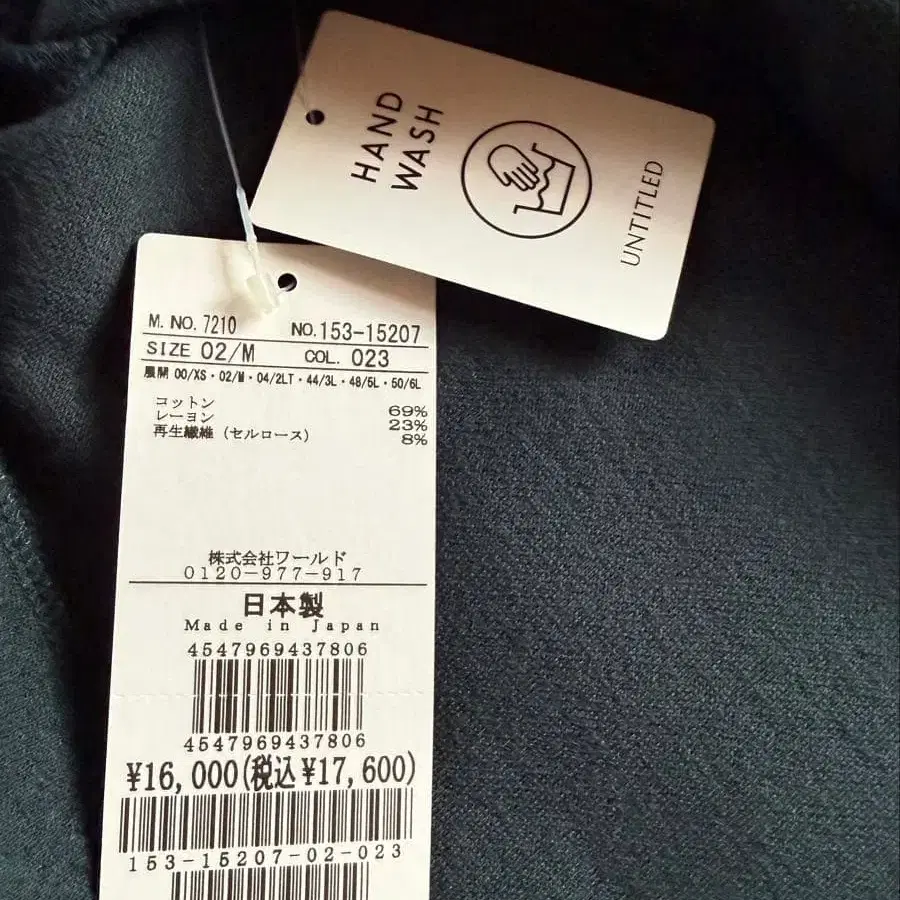 HAND
WASH
UNTITLED
M. NO. 7210 NO. 153-15207
SIZE 02/M COL. 023
展開 00/XS・02/M・04/2LT・44/3L・48/5L・50/6L
コットン 69%
レーヨン 23%
再生繊維 (セルロース) 8%
株式会社ワールド
0120-977-917
日本製
Made in Japan
4547969437806
4547969437806
¥16,000(税込¥17,600)
153-15207-02-023